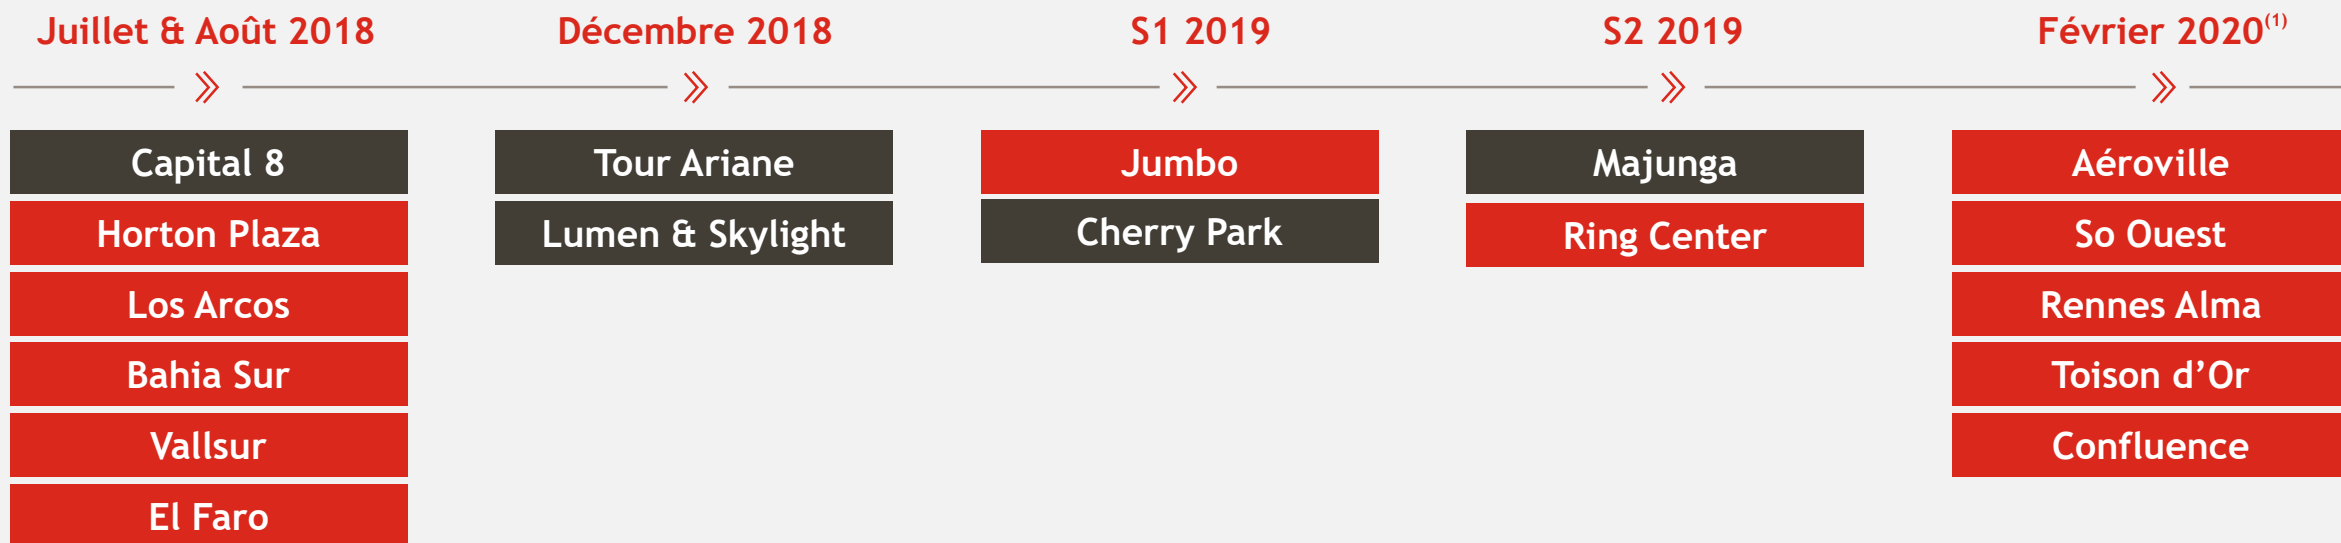 Juillet & Août 2018
Décembre 2018
S1 2019
S2 2019
Février 2020(1)
Capital 8
Horton Plaza
Los Arcos
Bahia Sur
Vallsur
El Faro
Tour Ariane
Lumen & Skylight
Jumbo
Cherry Park
Majunga
Ring Center
Aéroville
So Ouest
Rennes Alma
Toison d’Or
Confluence